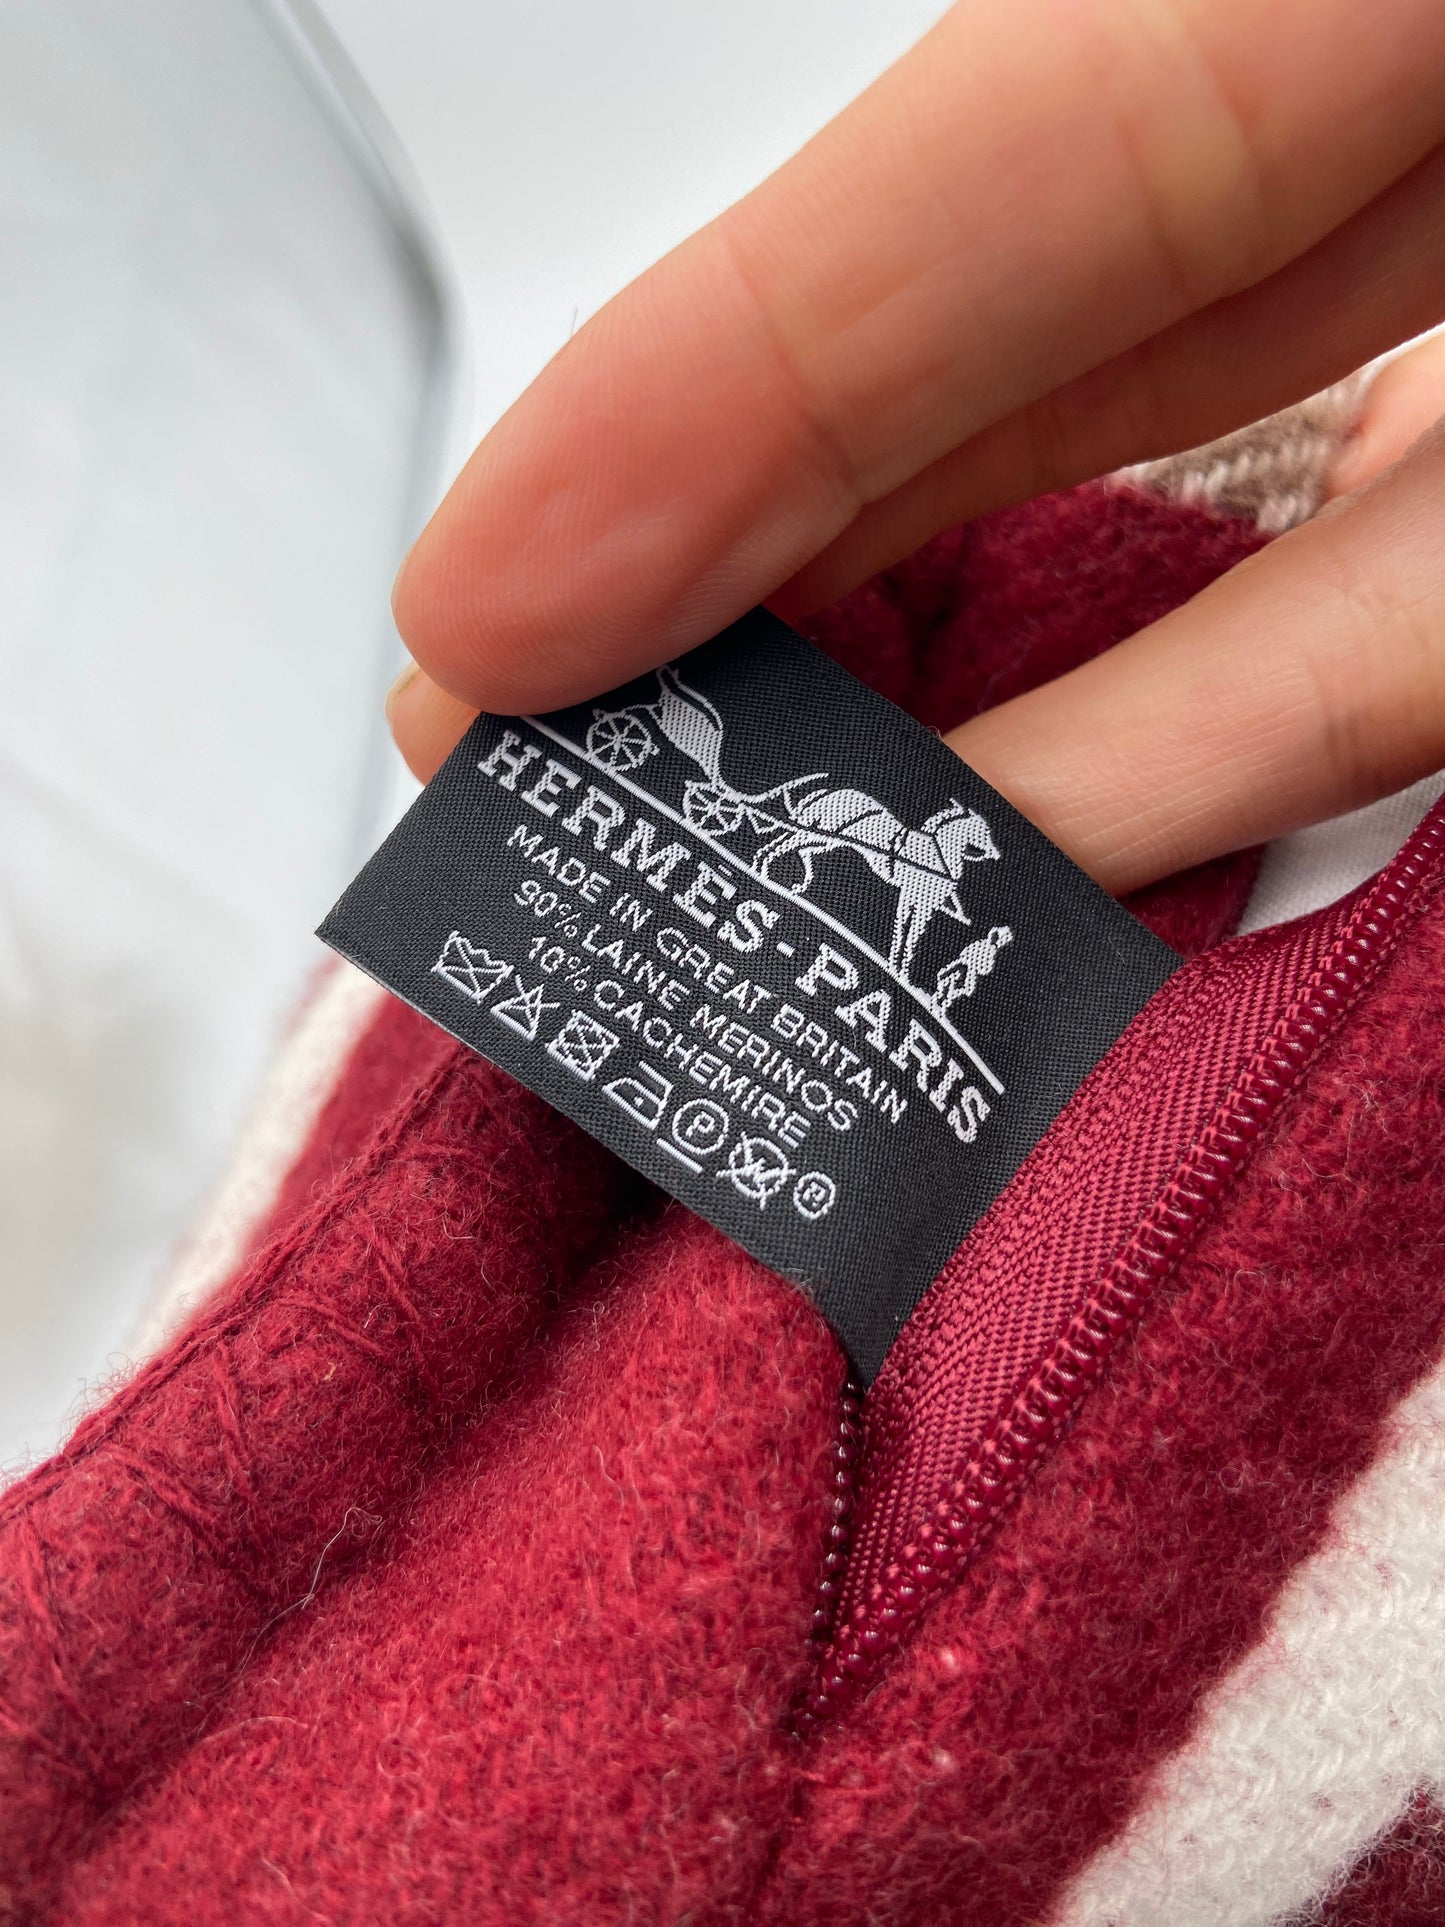 HERMÈS-PARIS
MADE IN GREAT BRITAIN
90% LAINE MERINOS
10% CACHEMIRE
P